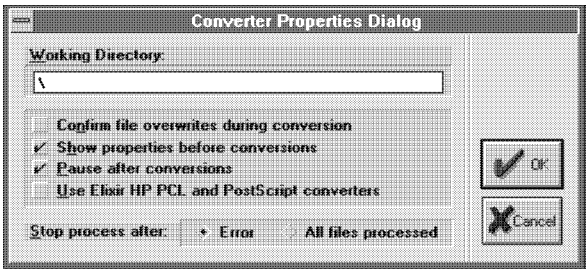 Converter Properties Dialog
Working Directory:
\
Confirm file overwrites during conversion
Show properties before conversions
Pause after conversions
Use Elixir HP PCL and PostScript converters
OK
Cancel
Stop process after: Error All files processed